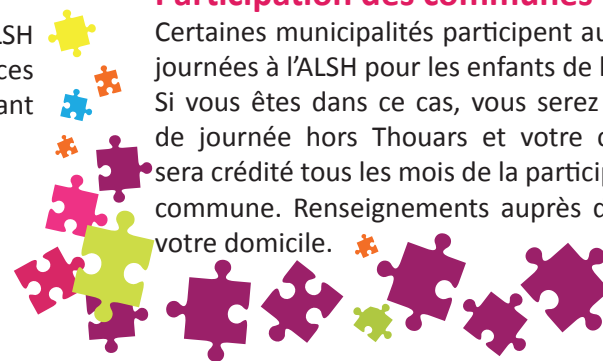 Participation des communes
LSH
ces
ant
Certaines municipalités participent au
journées à l'ALSH pour les enfants de l
Si vous êtes dans ce cas, vous serez
de journée hors Thouars et votre c
sera crédité tous les mois de la particip
commune. Renseignements auprès d
votre domicile.